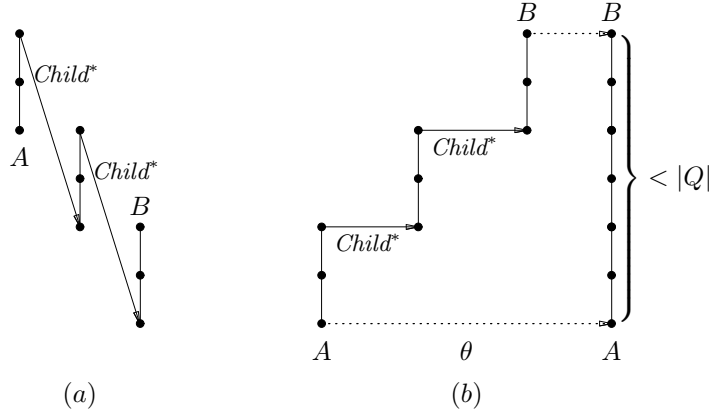 B B
Child*
Child*
Child*
A
B
< |Q|
Child*
A θ A
(a) (b)